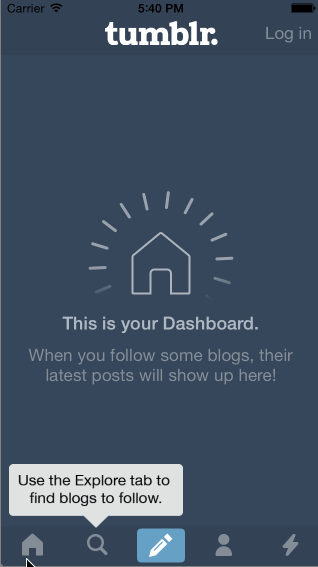 Carrier 5:40 PM
tumblr.
Log in
This is your Dashboard.
When you follow some blogs, their
latest posts will show up here!
Use the Explore tab to
find blogs to follow.